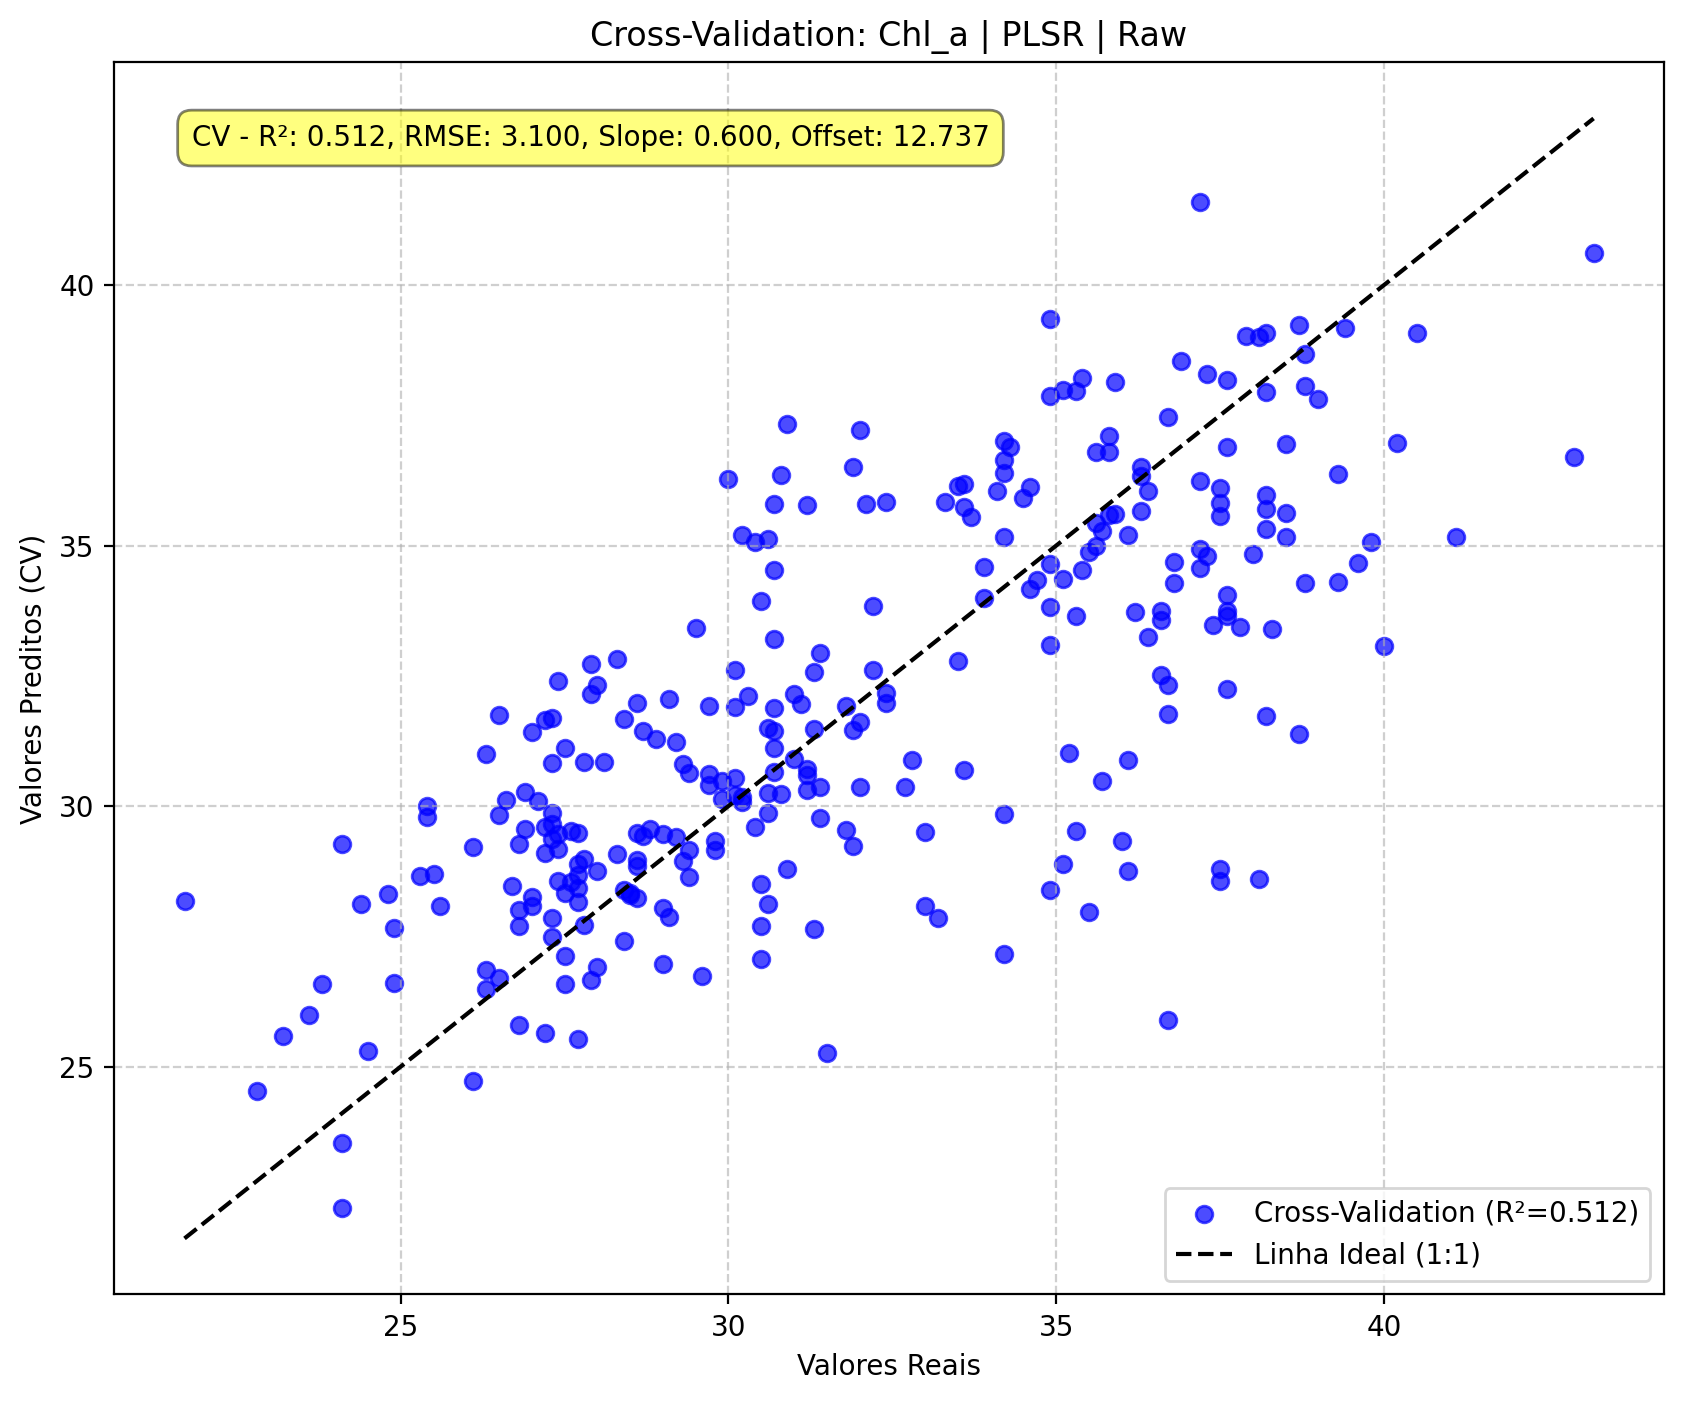 Cross-Validation: Chl_a | PLSR | Raw
CV - R²: 0.512, RMSE: 3.100, Slope: 0.600, Offset: 12.737
40
35
30
25
Valores Preditos (CV)
Cross-Validation (R²=0.512)
Linha Ideal (1:1)
25 30 35 40
Valores Reais